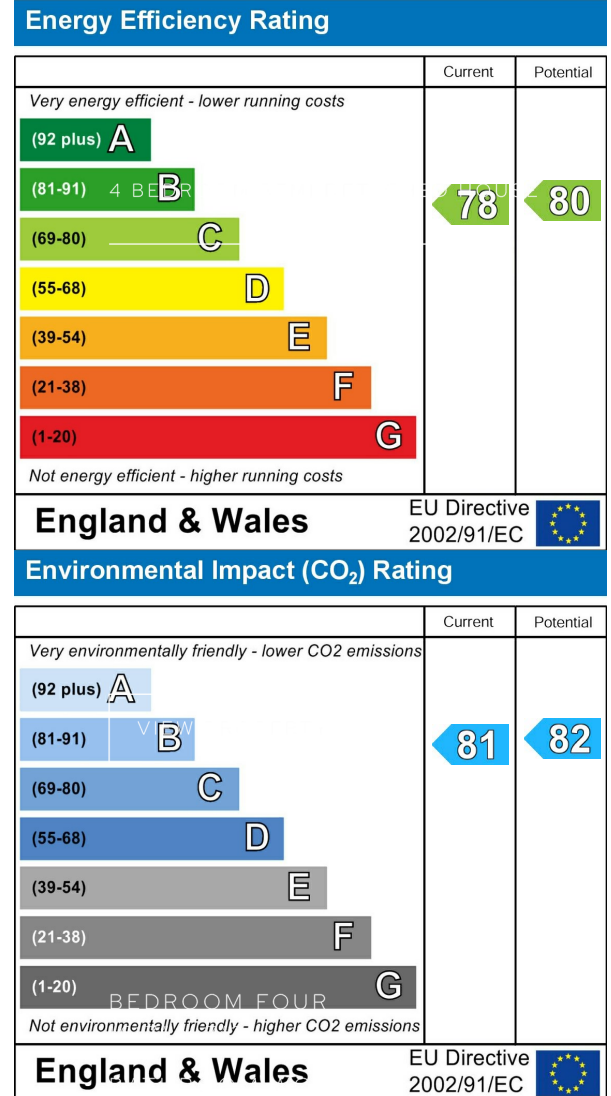 Energy Efficiency Rating
Current Potential
Very energy efficient - lower running costs
(92 plus) A
(81-91) B
4 BEDR HOUSE
78 80
(69-80) C
(55-68) D
(39-54) E
(21-38) F
(1-20) G
Not energy efficient - higher running costs
England & Wales
EU Directive
2002/91/EC
Environmental Impact (CO₂) Rating
Current Potential
Very environmentally friendly - lower CO2 emissions
(92 plus) A
(81-91) B
VIEW
81 82
(69-80) C
(55-68) D
(39-54) E
(21-38) F
(1-20) G
BEDROOM FOUR
Not environmentally friendly - higher CO2 emissions
England & Wales
EU Directive
2002/91/EC